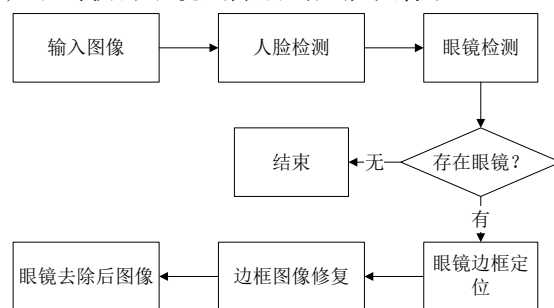 输入图像
人脸检测
眼镜检测
存在眼镜？
无
结束
有
眼镜边框定
位
边框图像修复
眼镜去除后图像